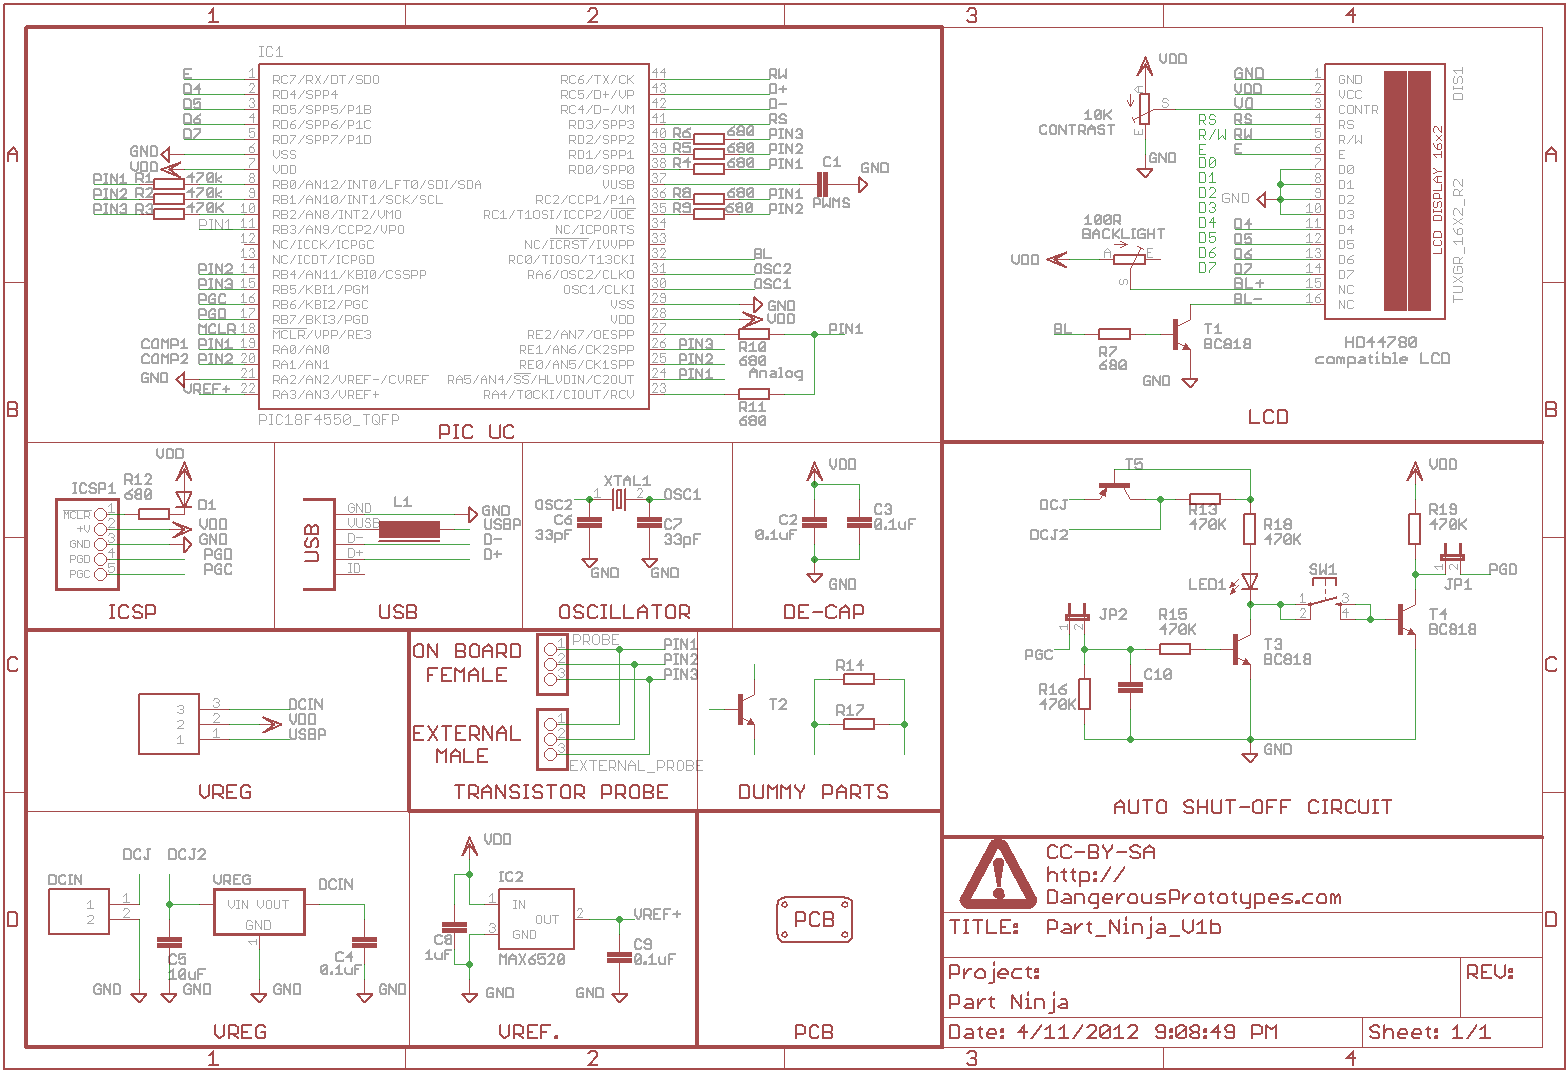 1 2 3 4
A
B
C
D
IC1
E 1 RC7/RX/DT/SDO
D4 2 RD4/SPP4
D5 3 RD5/SPP5/P1B
D6 4 RD6/SPP6/P1C
D7 5 RD7/SPP7/P1D
GND 6 VSS
VDD 7 VDD
PIN1 R1 470k 8 RB0/AN12/INT0/LFT0/SDI/SDA
PIN2 R2 470k 9 RB1/AN10/INT1/SCK/SCL
PIN3 R3 470K 10 RB2/AN8/INT2/VMO
PIN1 11 RB3/AN9/CCP2/VPO
12 NC/ICCK/ICPGC
13 NC/ICDT/ICPGD
PIN2 14 RB4/AN11/KBI0/CSSPP
PIN3 15 RB5/KBI1/PGM
PGC 16 RB6/KBI2/PGC
PGD 17 RB7/BKI3/PGD
MCLR 18 MCLR/VPP/RE3
COMP1 PIN1 19 RA0/AN0
COMP2 PIN2 20 RA1/AN1
GND 21 RA2/AN2/VREF-/CVREF
VREF+ 22 RA3/AN3/VREF+
RC6/TX/CK 44 RW
RC5/D+/VP 43 D+
RC4/D-/VM 42 D-
RD3/SPP3 41 RS
RD2/SPP2 40 R6 680 PIN3
RD1/SPP1 39 R5 680 PIN2
RD0/SPP0 38 R4 680 PIN1
VUSB 37 C1 PWMS GND
RC2/CCP1/P1A 36 R8 680 PIN1
RC1/T1OSI/CCP2/UOE 35 R9 680 PIN2
NC/ICPORTS 34
NC/ICRST/IVVPP 33
RC0/TIOSO/T13CKI 32 BL
RA6/OSC2/CLKO 31 OSC2
OSC1/CLKI 30 OSC1
VSS 29 GND
VDD 28 VDD
RE2/AN7/OESPP 27 R10 680 PIN1
RE1/AN6/CK2SPP 26 PIN3
RE0/AN5/CK1SPP 25 PIN2
RA5/AN4/SS/HLVDIN/C2OUT 24 PIN1 Analog
RA4/T0CKI/CIOUT/RCV 23 R11 680
PIC18F4550_TQFP
PIC UC
VDD
A
10K S
CONTRAST
E
GND
100R
BACKLIGHT
VDD A E
S
BL R7 680 T1 BC818
GND
RS
R/W
E
D0
D1
D2
D3
D4
D5
D6
D7
GND 1 GND
VDD 2 VCC
VO 3 CONTR
RS 4 RS
RW 5 R/W
E 6 E
7 D0
8 D1
GND 9 D2
10 D3
D4 11 D4
D5 12 D5
D6 13 D6
D7 14 D7
BL+ 15 NC
BL- 16 NC
LCD DISPLAY 16x2
DIS1
TUXGR_16X2_R2
HD44780
compatible LCD
LCD
VDD
ICSP1 R12 680
D1
MCLR 1
+V 2 VDD
GND 3 GND
PGD 4 PGD
PGC 5 PGC
ICSP
USB
GND GND
VUSB L1 USBP
D- D-
D+ D+
ID
USB
XTAL1
OSC2 1 2 OSC1
C6 33pF C7 33pF
GND GND
OSCILLATOR
VDD
C2 0.1uF C3 0.1uF
GND
DE-CAP
T5
DCJ
DCJ2
R13 470K
R18 470K
LED1
SW1
1 2 3 4
VDD
R19 470K
1 2 JP1 PGD
T4 BC818
JP2 1 2
PGC
R15 470K
T3 BC818
R16 470K
C10
GND
AUTO SHUT-OFF CIRCUIT
3 3 DCIN
2 2 VDD
1 1 USBP
VREG
ON BOARD
FEMALE
PROBE
1 PIN1
2 PIN2
3 PIN3
EXTERNAL
MALE
1
2
3
EXTERNAL_PROBE
TRANSISTOR PROBE
T2
R14
R17
DUMMY PARTS
DCJ DCJ2
DCIN
1 1
2 2
VREG
VIN VOUT
GND
1
DCIN
C5 10uF
C4 0.1uF
GND GND GND GND
VREG
VDD
IC2
1 IN
OUT 2 VREF+
3 GND
MAX6520
C8 1uF
C9 0.1uF
GND GND
VREF.
PCB
PCB
CC-BY-SA
http://
DangerousPrototypes.com
TITLE: Part_Ninja_V1b
Project:
Part Ninja
REV:
Date: 4/11/2012 9:08:49 PM
Sheet: 1/1
A
B
C
D
1 2 3 4